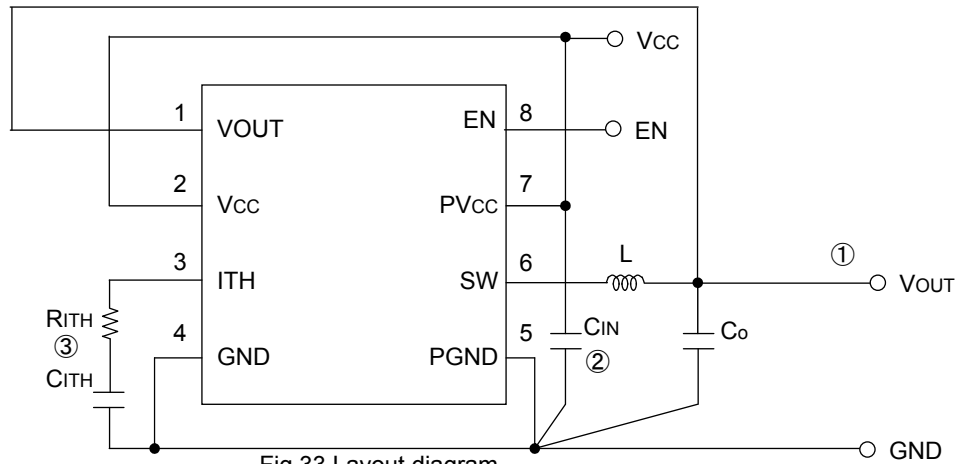 VCC
1 VOUT EN 8 EN
2 VCC PVCC 7
3 ITH SW 6 L ① VOUT
RITH
③
CITH
4 GND PGND 5
CIN
②
Co
GND
Fig.33 Layout diagram